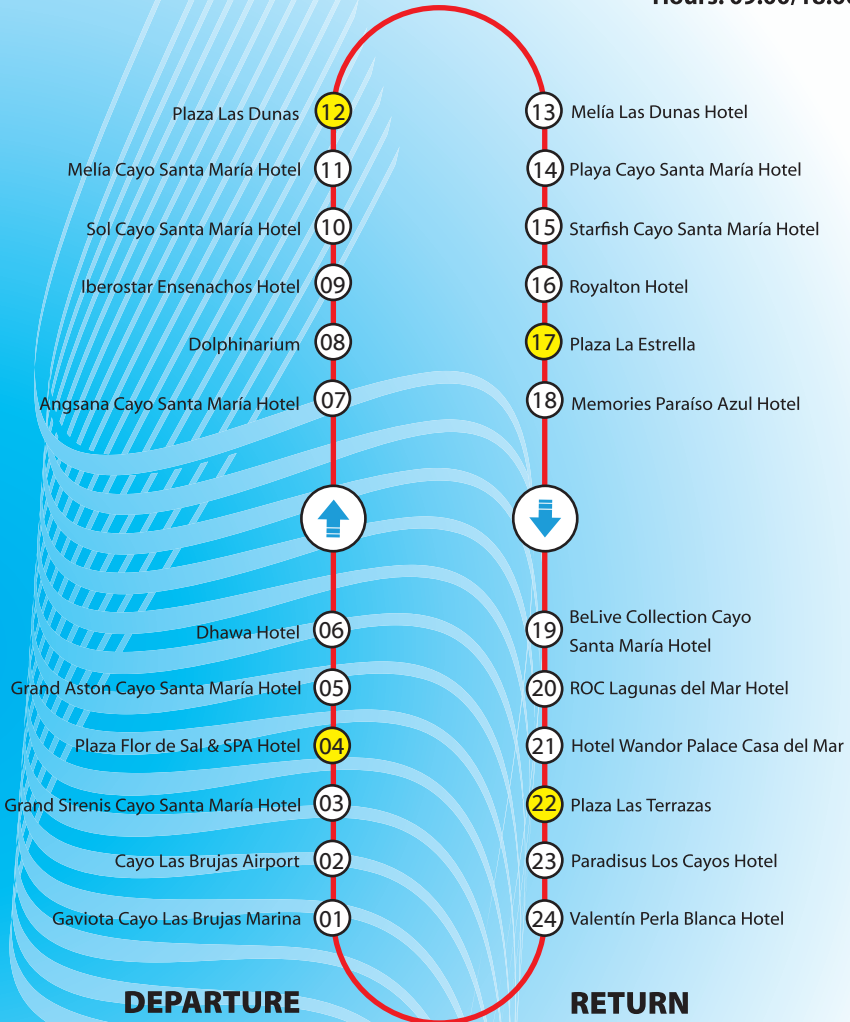 Plaza Las Dunas 12
Melía Cayo Santa María Hotel 11
Sol Cayo Santa María Hotel 10
Iberostar Ensenachos Hotel 09
Dolphinarium 08
Angsana Cayo Santa María Hotel 07
Dhawa Hotel 06
Grand Aston Cayo Santa María Hotel 05
Plaza Flor de Sal & SPA Hotel 04
Grand Sirenis Cayo Santa María Hotel 03
Cayo Las Brujas Airport 02
Gaviota Cayo Las Brujas Marina 01
DEPARTURE
13 Melía Las Dunas Hotel
14 Playa Cayo Santa María Hotel
15 Starfish Cayo Santa María Hotel
16 Royalton Hotel
17 Plaza La Estrella
18 Memories Paraíso Azul Hotel
19 BeLive Collection Cayo
Santa María Hotel
20 ROC Lagunas del Mar Hotel
21 Hotel Wandor Palace Casa del Mar
22 Plaza Las Terrazas
23 Paradisus Los Cayos Hotel
24 Valentín Perla Blanca Hotel
RETURN